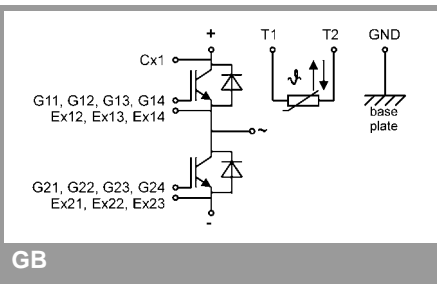 + T1 T2 GND
Cx1
ϑ
G11, G12, G13, G14
Ex12, Ex13, Ex14
base
plate
~
G21, G22, G23, G24
Ex21, Ex22, Ex23
-
GB